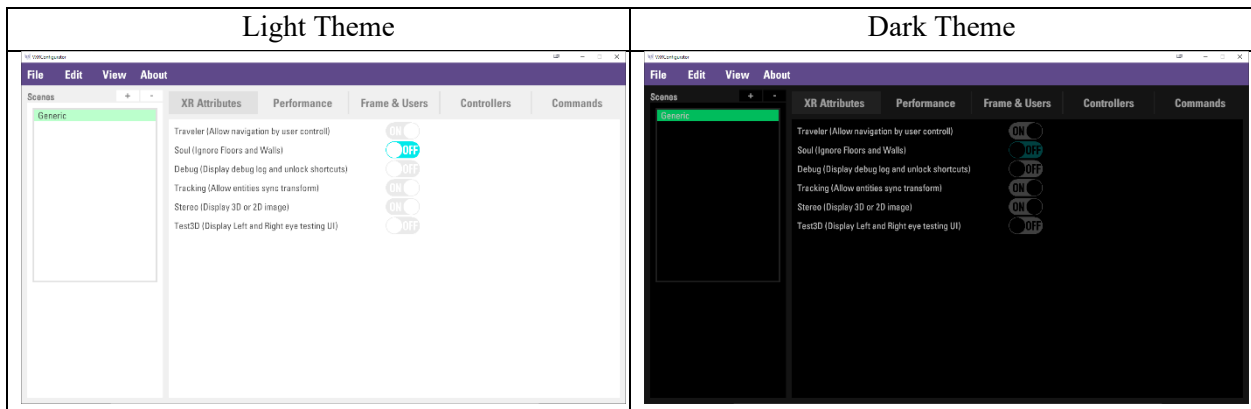 Light Theme
Dark Theme
VXRConfigurator
File Edit View About
Scenes + -
Generic
XR Attributes Performance Frame & Users Controllers Commands
Traveler (Allow navigation by user controll) ON
Soul (Ignore Floors and Walls) OFF
Debug (Display debug log and unlock shortcuts) OFF
Tracking (Allow entities sync transform) ON
Stereo (Display 3D or 2D image) ON
Test3D (Display Left and Right eye testing UI) OFF
VXRConfigurator
File Edit View About
Scenes + -
Generic
XR Attributes Performance Frame & Users Controllers Commands
Traveler (Allow navigation by user controll) ON
Soul (Ignore Floors and Walls) OFF
Debug (Display debug log and unlock shortcuts) OFF
Tracking (Allow entities sync transform) ON
Stereo (Display 3D or 2D image) ON
Test3D (Display Left and Right eye testing UI) OFF